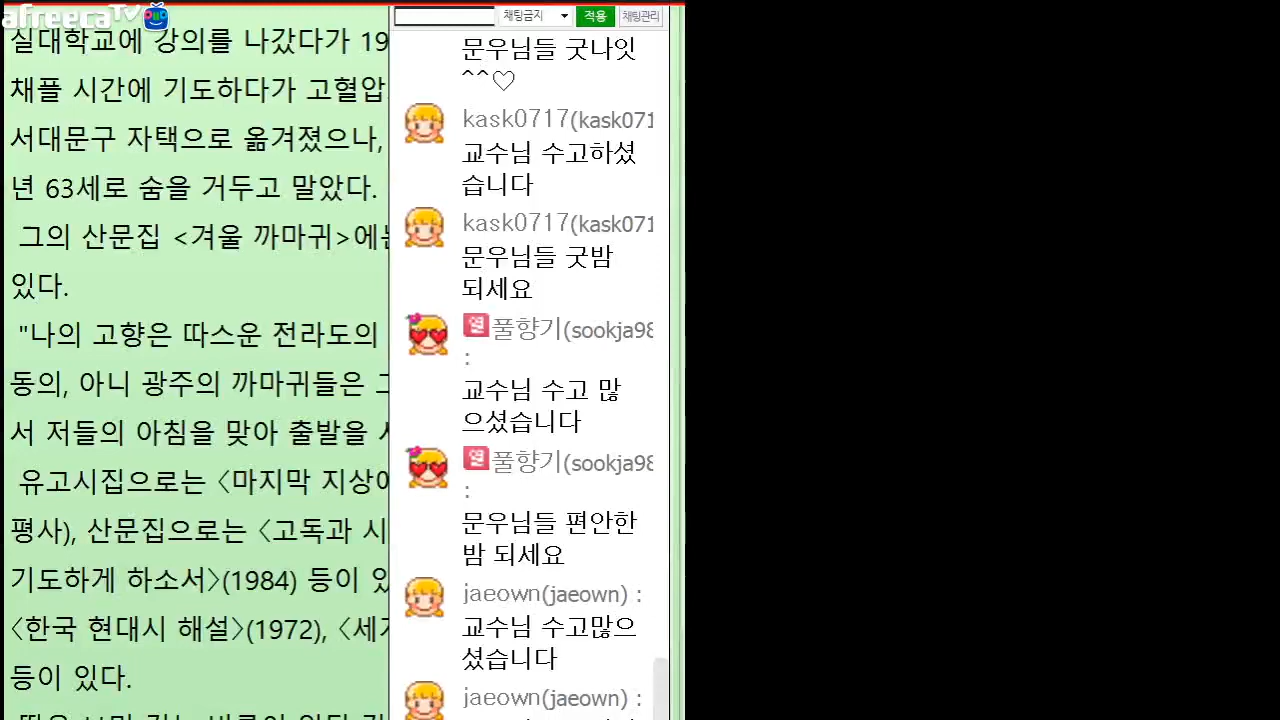 afreecaTV
실대학교에 강의를 나갔다가 19
채플 시간에 기도하다가 고혈압
서대문구 자택으로 옮겨졌으나,
년 63세로 숨을 거두고 말았다.
그의 산문집 <겨울 까마귀>에는
있다.
"나의 고향은 따스운 전라도의
동의, 아니 광주의 까마귀들은 그
서 저들의 아침을 맞아 출발을 시
유고시집으로는 〈마지막 지상에
평사), 산문집으로는 〈고독과 시
기도하게 하소서〉(1984) 등이 있
〈한국 현대시 해설〉(1972), 〈세계
등이 있다.
채팅금지
적용
채팅관리
문우님들 굿나잇
^^♡
kask0717(kask071
교수님 수고하셨
습니다
kask0717(kask071
문우님들 굿밤
되세요
열 풀향기(sookja98
:
교수님 수고 많
으셨습니다
열 풀향기(sookja98
:
문우님들 편안한
밤 되세요
jaeown(jaeown) :
교수님 수고많으
셨습니다
jaeown(jaeown) :